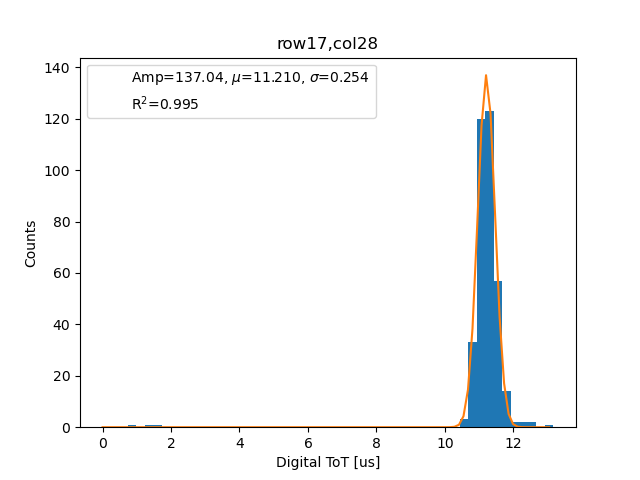 row17,col28
Amp=137.04, μ=11.210, σ=0.254
R²=0.995
140
120
100
80
60
40
20
0
Counts
0 2 4 6 8 10 12
Digital ToT [us]